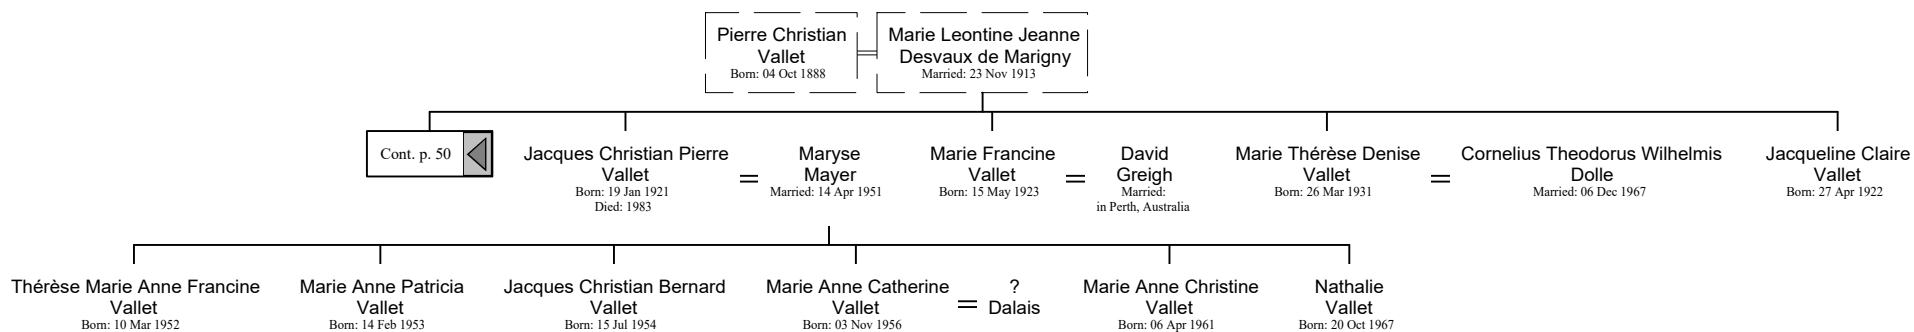 Pierre Christian
Vallet
Born: 04 Oct 1888
Marie Leontine Jeanne
Desvaux de Marigny
Married: 23 Nov 1913
Cont. p. 50
Jacques Christian Pierre
Vallet
Born: 19 Jan 1921
Died: 1983
Maryse
Mayer
Married: 14 Apr 1951
Marie Francine
Vallet
Born: 15 May 1923
David
Greigh
Married:
in Perth, Australia
Marie Thérèse Denise
Vallet
Born: 26 Mar 1931
Cornelius Theodorus Wilhelmis
Dolle
Married: 06 Dec 1967
Jacqueline Claire
Vallet
Born: 27 Apr 1922
Thérèse Marie Anne Francine
Vallet
Born: 10 Mar 1952
Marie Anne Patricia
Vallet
Born: 14 Feb 1953
Jacques Christian Bernard
Vallet
Born: 15 Jul 1954
Marie Anne Catherine
Vallet
Born: 03 Nov 1956
?
Dalais
Marie Anne Christine
Vallet
Born: 06 Apr 1961
Nathalie
Vallet
Born: 20 Oct 1967